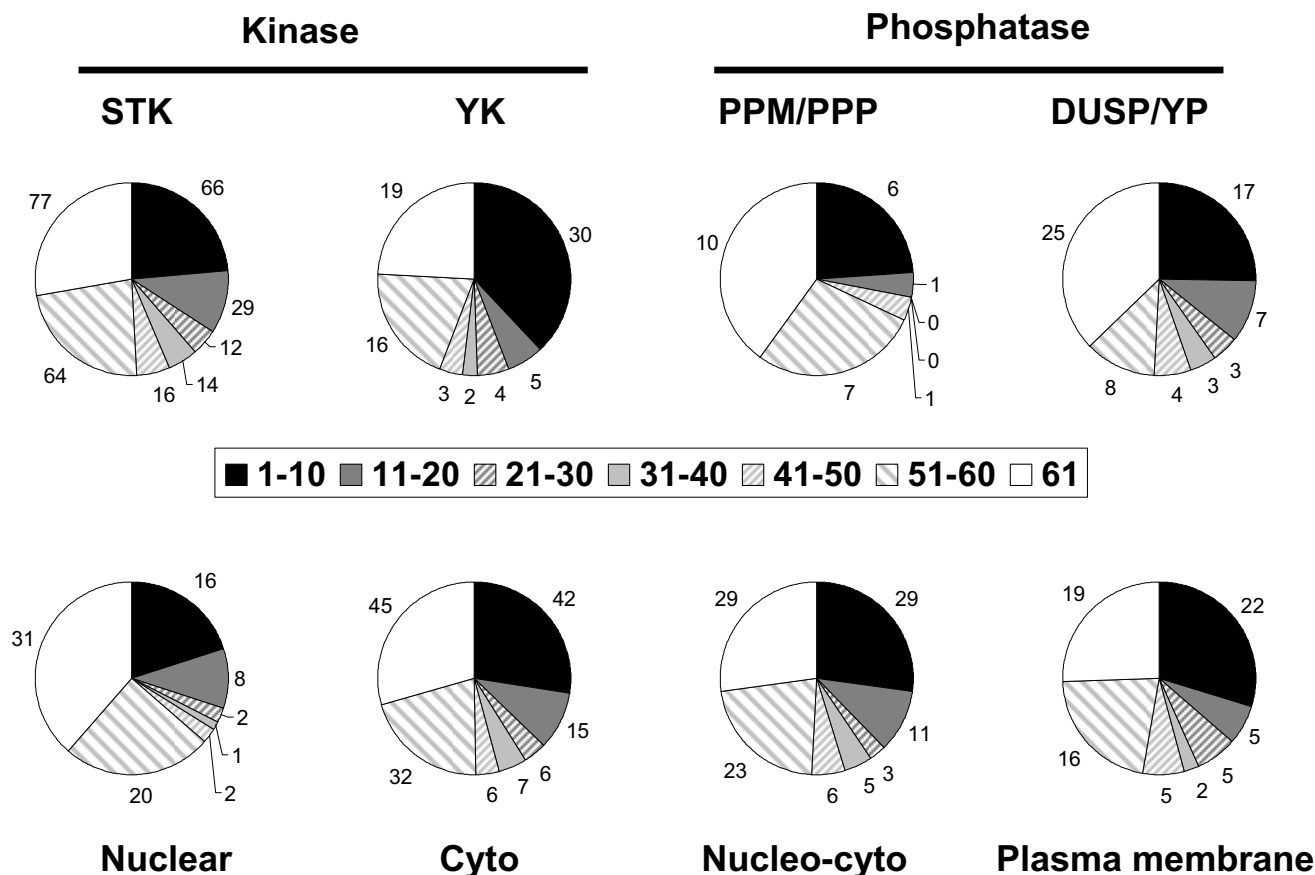 Kinase Phosphatase
STK YK PPM/PPP DUSP/YP
77 66 29 12 14 16 64
19 30 5 4 2 3 16
10 6 1 0 0 1 7
25 17 7 3 3 4 8
1-10 11-20 21-30 31-40 41-50 51-60 61
31 16 8 2 1 2 20
45 42 15 6 7 6 32
29 29 11 3 5 6 23
19 22 5 5 2 5 16
Nuclear Cyto Nucleo-cyto Plasma membrane